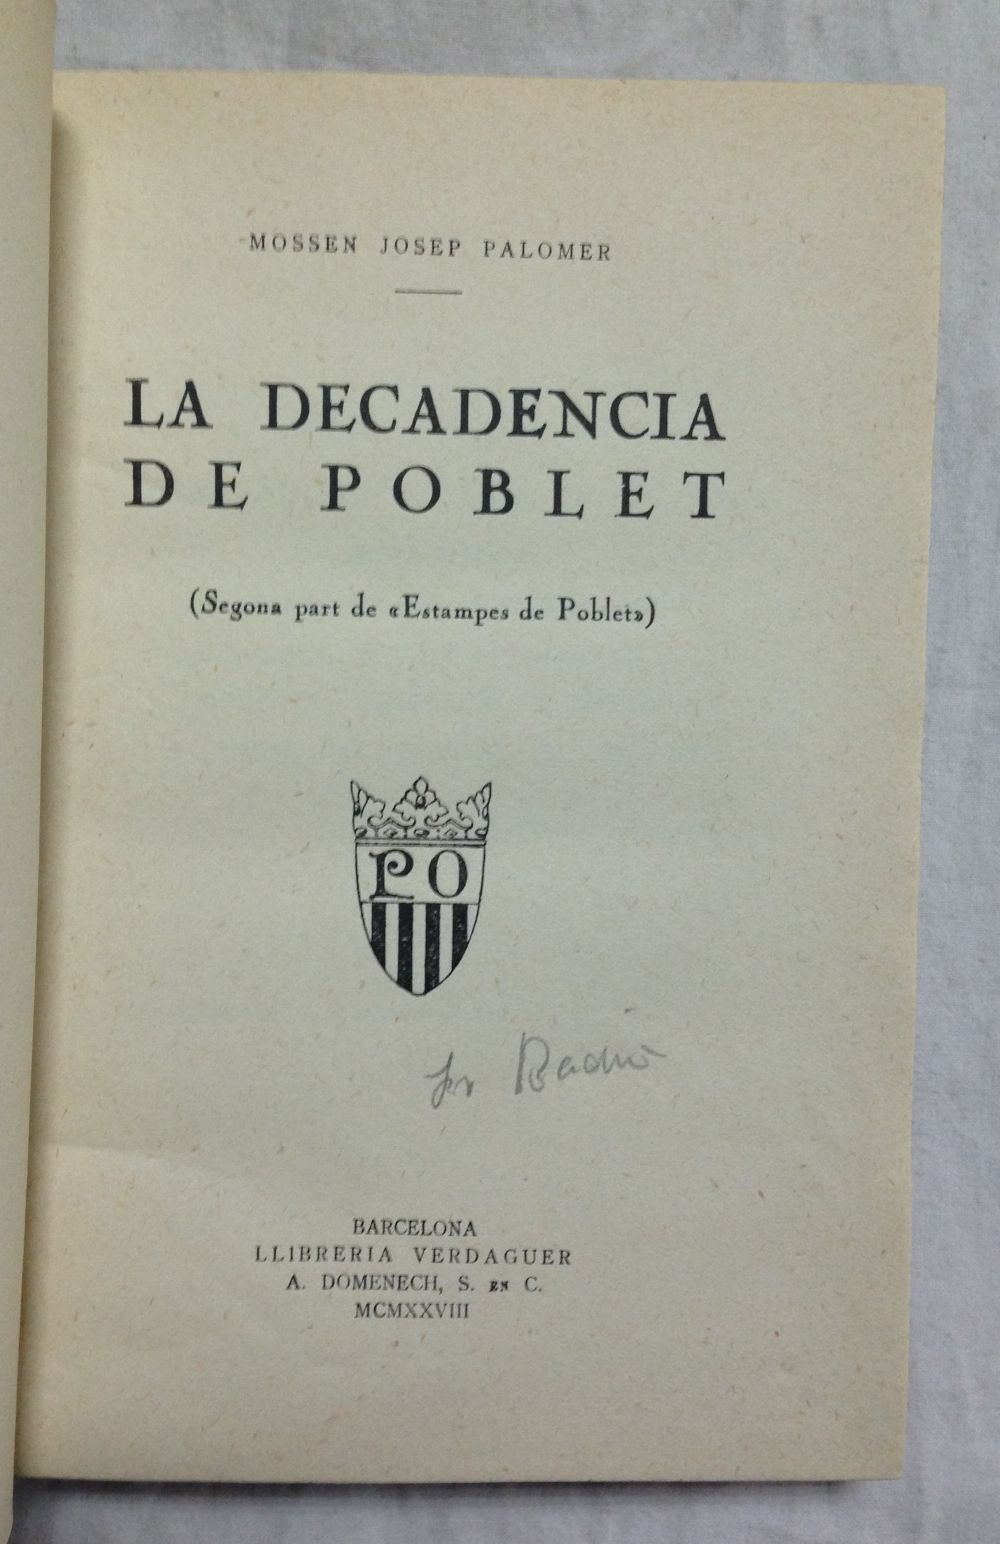 MOSSEN JOSEP PALOMER
LA DECADENCIA
DE POBLET
(Segona part de «Estampes de Poblet»)
PO
BARCELONA
LLIBRERIA VERDAGUER
A. DOMENECH, S. EN C.
MCMXXVIII